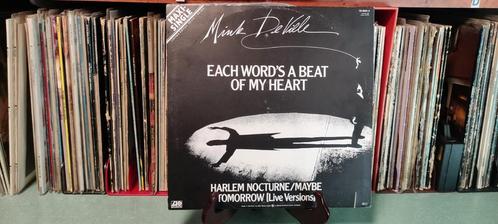 MAXI-
SINGLE
Mink DeVille
EACH WORD'S A BEAT
OF MY HEART
HARLEM NOCTURNE/MAYBE
TOMORROW [Live Versions]